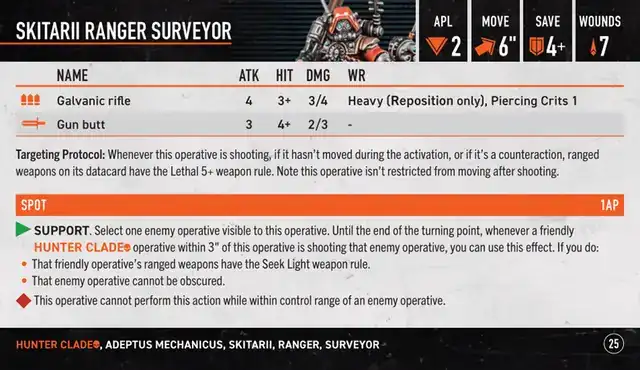 SKITARII RANGER SURVEYOR
APL
2
MOVE
6"
SAVE
4+
WOUNDS
7
NAME ATK HIT DMG WR
Galvanic rifle 4 3+ 3/4 Heavy (Reposition only), Piercing Crits 1
Gun butt 3 4+ 2/3 -
Targeting Protocol: Whenever this operative is shooting, if it hasn't moved during the activation, or if it's a counteraction, ranged
weapons on its datacard have the Lethal 5+ weapon rule. Note this operative isn't restricted from moving after shooting.
SPOT 1AP
SUPPORT. Select one enemy operative visible to this operative. Until the end of the turning point, whenever a friendly
HUNTER CLADE operative within 3" of this operative is shooting that enemy operative, you can use this effect. If you do:
• That friendly operative's ranged weapons have the Seek Light weapon rule.
• That enemy operative cannot be obscured.
This operative cannot perform this action while within control range of an enemy operative.
HUNTER CLADE, ADEPTUS MECHANICUS, SKITARII, RANGER, SURVEYOR
25